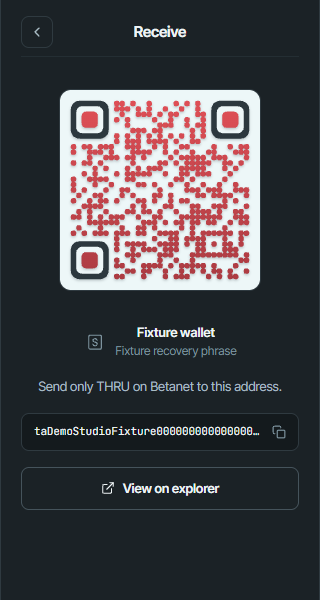 Receive
S
Fixture wallet
Fixture recovery phrase
Send only THRU on Betanet to this address.
taDemoStudioFixture000000000000000…
View on explorer